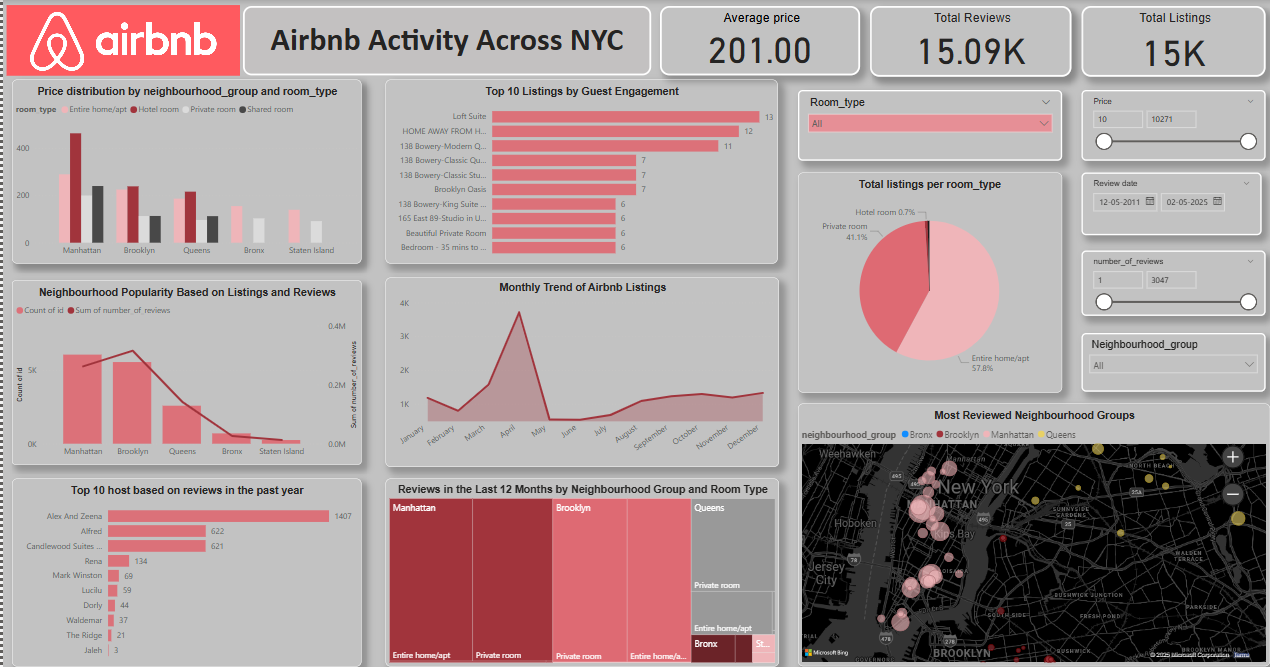 airbnb
Airbnb Activity Across NYC
Average price
201.00
Total Reviews
15.09K
Total Listings
15K
Price distribution by neighbourhood_group and room_type
room_type Entire home/apt Hotel room Private room Shared room
400
200
0
Manhattan Brooklyn Queens Bronx Staten Island
Top 10 Listings by Guest Engagement
Loft Suite 13
HOME AWAY FROM H... 12
138 Bowery-Modern Q... 11
138 Bowery-Classic Qu... 7
138 Bowery-Classic Stu... 7
Brooklyn Oasis 7
138 Bowery-King Suite ... 6
165 East 89-Studio in U... 6
Beautiful Private Room 6
Bedroom - 35 mins to ... 6
Room_type
All
Price
10 10271
Review date
12-05-2011 02-05-2025
number_of_reviews
1 3047
Neighbourhood_group
All
Total listings per room_type
Hotel room 0.7%
Private room
41.1%
Entire home/apt
57.8%
Neighbourhood Popularity Based on Listings and Reviews
Count of id Sum of number_of_reviews
Count of id
5K
0K
0.4M
0.2M
0.0M
Sum of number_of_reviews
Manhattan Brooklyn Queens Bronx Staten Island
Monthly Trend of Airbnb Listings
4K
3K
2K
1K
January February March April May June July August September October November December
Top 10 host based on reviews in the past year
Alex And Zeena 1407
Alfred 622
Candlewood Suites ... 621
Rena 134
Mark Winston 69
Lucilu 59
Dorly 44
Waldemar 37
The Ridge 21
Jaleh 3
Reviews in the Last 12 Months by Neighbourhood Group and Room Type
Manhattan
Entire home/apt
Private room
Brooklyn
Private room
Entire home/a...
Queens
Private room
Entire home/apt
Bronx
St...
Most Reviewed Neighbourhood Groups
neighbourhood_group Bronx Brooklyn Manhattan Queens
Weehawken
Manhattan
495
NORTH BEACH
New York
HATTAN
25A
SUNNYSIDE
GARDENS
25
Hoboken
495
78
Jersey
City
WALDEN
TERRACE
BUSHWICK JUNCTION
PARKSIDE
SOUTH SIDE
FRESH POND
478
278
BROOKLYN
BUSHWICK
Microsoft Bing
© 2025 Microsoft Corporation Terms